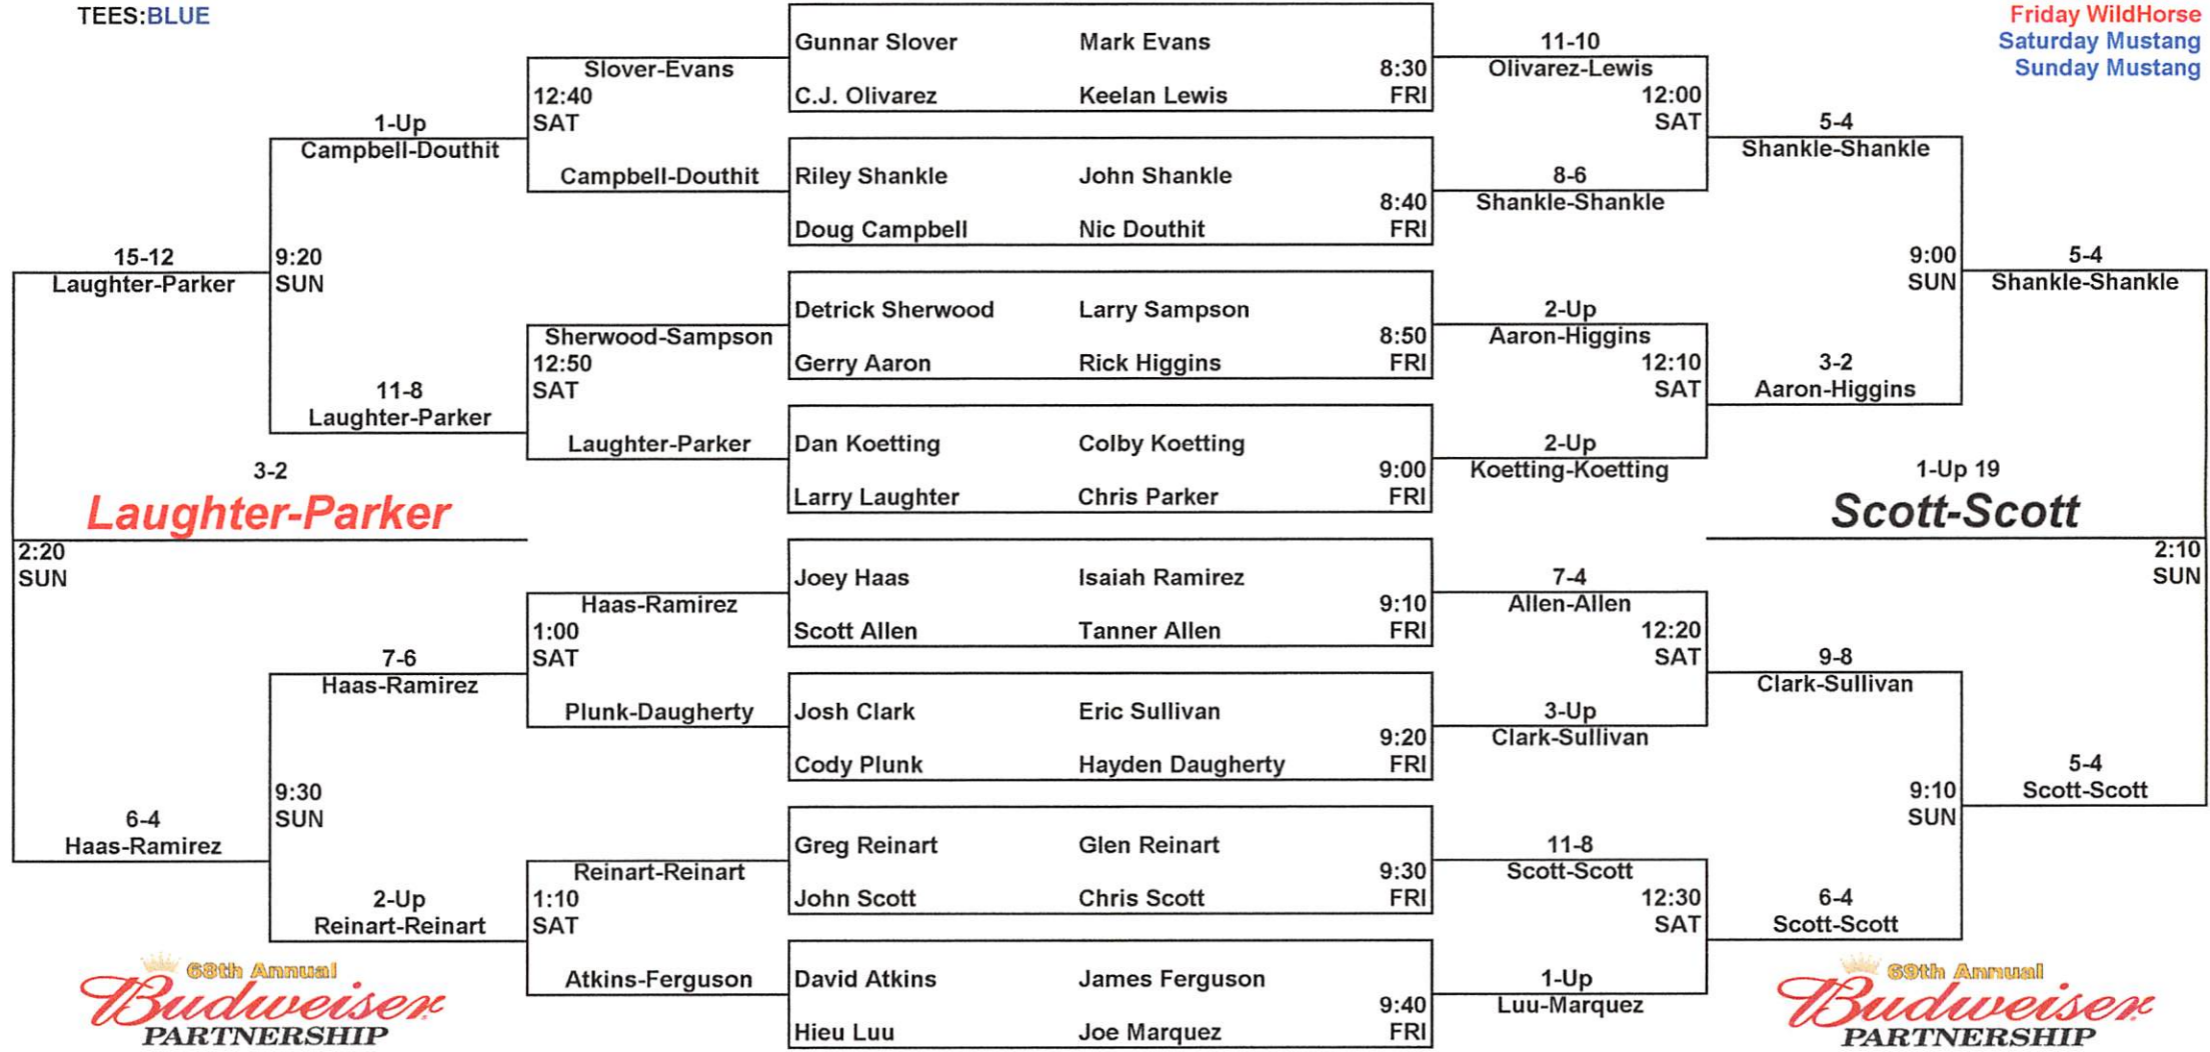 TEES:BLUE
Friday WildHorse
Saturday Mustang
Sunday Mustang
Gunnar Slover Mark Evans
8:30
C.J. Olivarez Keelan Lewis FRI
Riley Shankle John Shankle
8:40
Doug Campbell Nic Douthit FRI
Detrick Sherwood Larry Sampson
8:50
Gerry Aaron Rick Higgins FRI
Dan Koetting Colby Koetting
9:00
Larry Laughter Chris Parker FRI
Joey Haas Isaiah Ramirez
9:10
Scott Allen Tanner Allen FRI
Josh Clark Eric Sullivan
9:20
Cody Plunk Hayden Daugherty FRI
Greg Reinart Glen Reinart
9:30
John Scott Chris Scott FRI
David Atkins James Ferguson
9:40
Hieu Luu Joe Marquez FRI
Slover-Evans
12:40
SAT
Campbell-Douthit
Sherwood-Sampson
12:50
SAT
Laughter-Parker
Haas-Ramirez
1:00
SAT
Plunk-Daugherty
Reinart-Reinart
1:10
SAT
Atkins-Ferguson
1-Up
Campbell-Douthit
9:20
SUN
11-8
Laughter-Parker
7-6
Haas-Ramirez
9:30
SUN
2-Up
Reinart-Reinart
15-12
Laughter-Parker
3-2
Laughter-Parker
2:20
SUN
6-4
Haas-Ramirez
11-10
Olivarez-Lewis
12:00
SAT
8-6
Shankle-Shankle
2-Up
Aaron-Higgins
12:10
SAT
2-Up
Koetting-Koetting
7-4
Allen-Allen
12:20
SAT
3-Up
Clark-Sullivan
11-8
Scott-Scott
12:30
SAT
1-Up
Luu-Marquez
5-4
Shankle-Shankle
9:00
SUN
3-2
Aaron-Higgins
9-8
Clark-Sullivan
9:10
SUN
6-4
Scott-Scott
5-4
Shankle-Shankle
1-Up 19
Scott-Scott
2:10
SUN
5-4
Scott-Scott
68th Annual
Budweiser
PARTNERSHIP
69th Annual
Budweiser
PARTNERSHIP